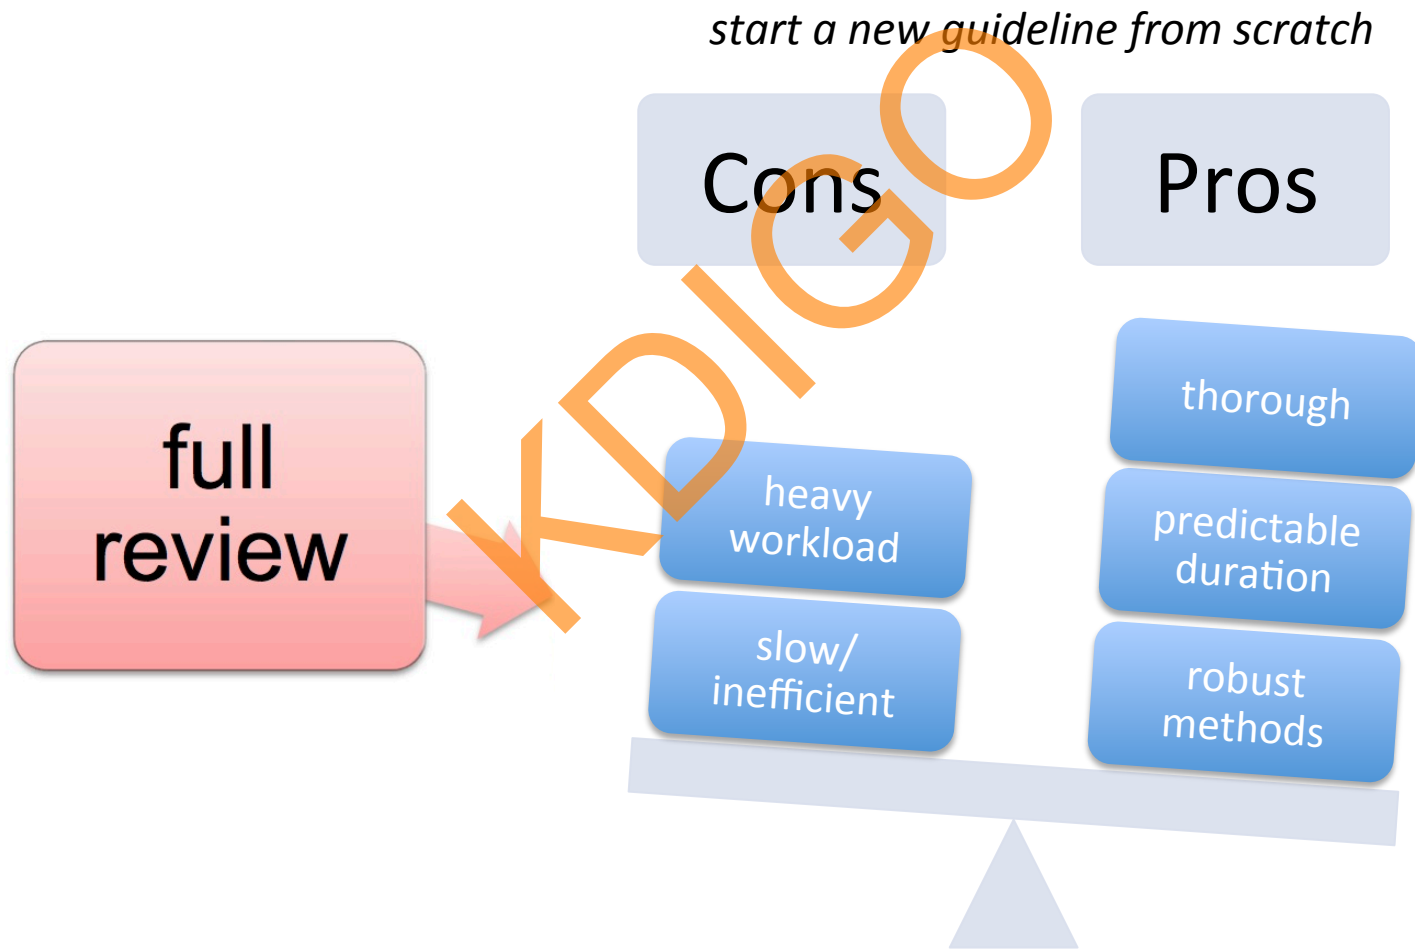 start a new guideline from scratch
Cons
Pros
full
review
heavy
workload
slow/
inefficient
thorough
predictable
duration
robust
methods
KDIGO